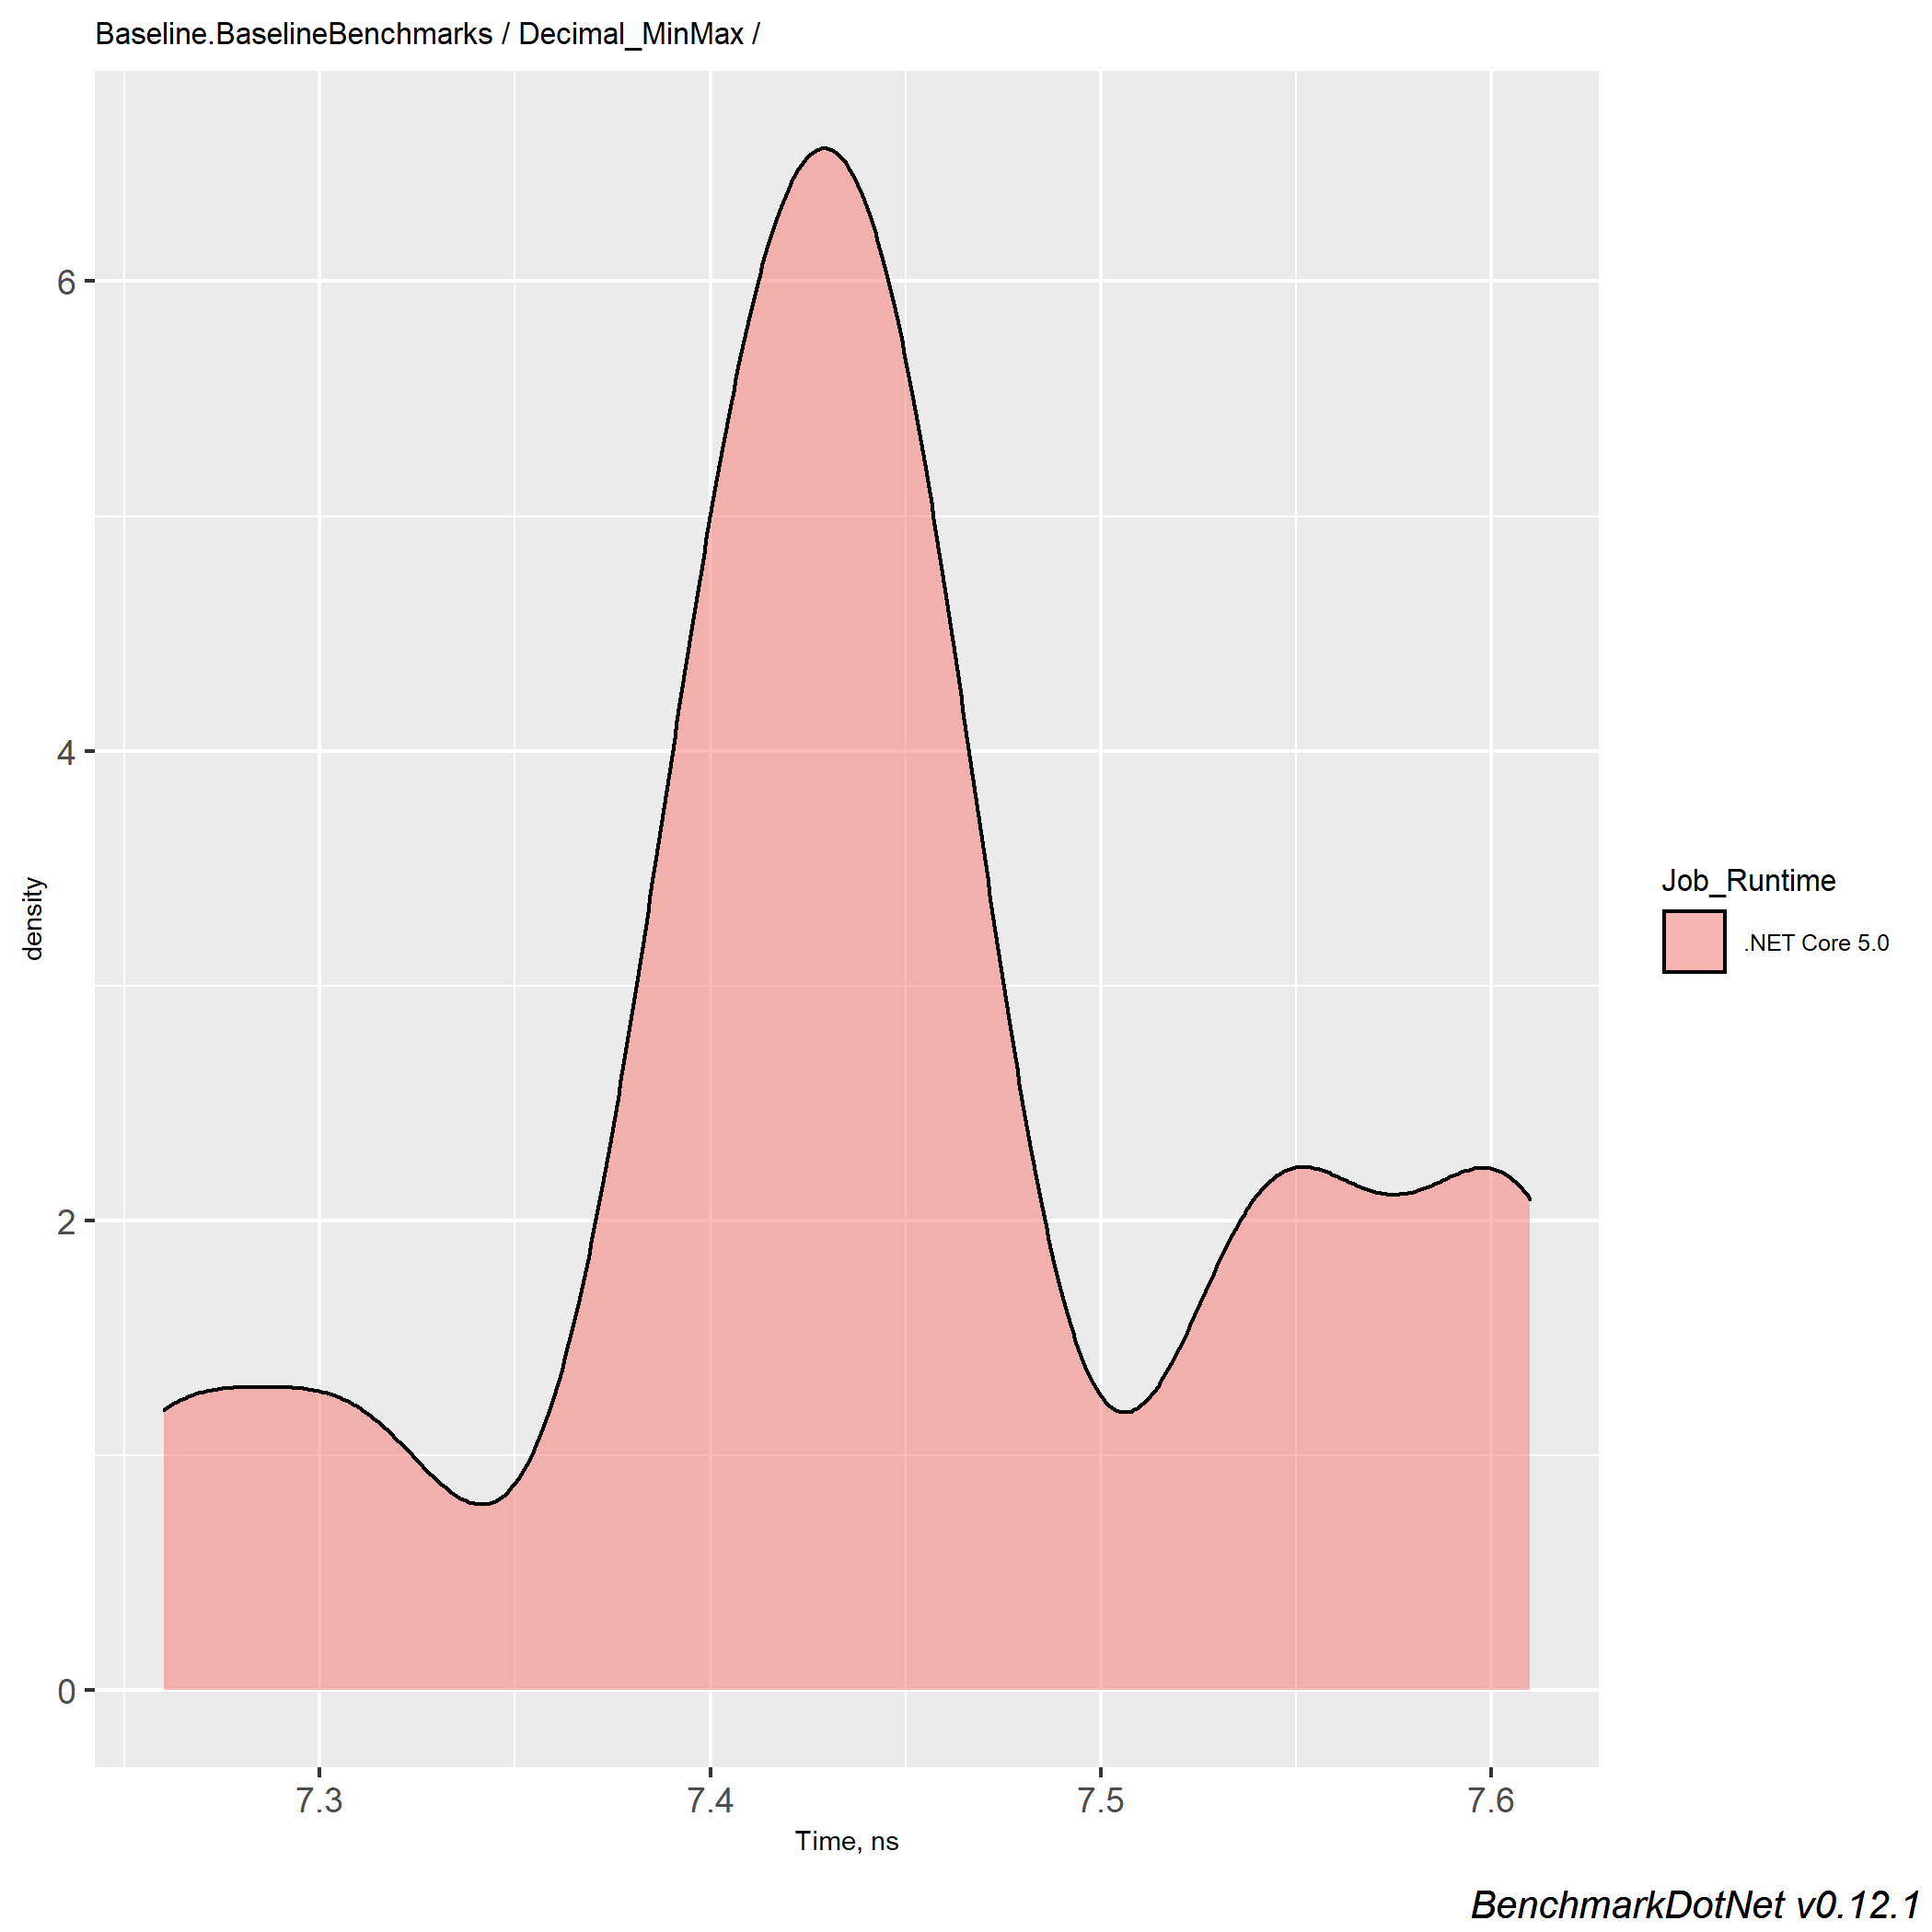 Baseline.BaselineBenchmarks / Decimal_MinMax /
6
4
2
0
density
7.3 7.4 7.5 7.6
Time, ns
Job_Runtime
.NET Core 5.0
BenchmarkDotNet v0.12.1